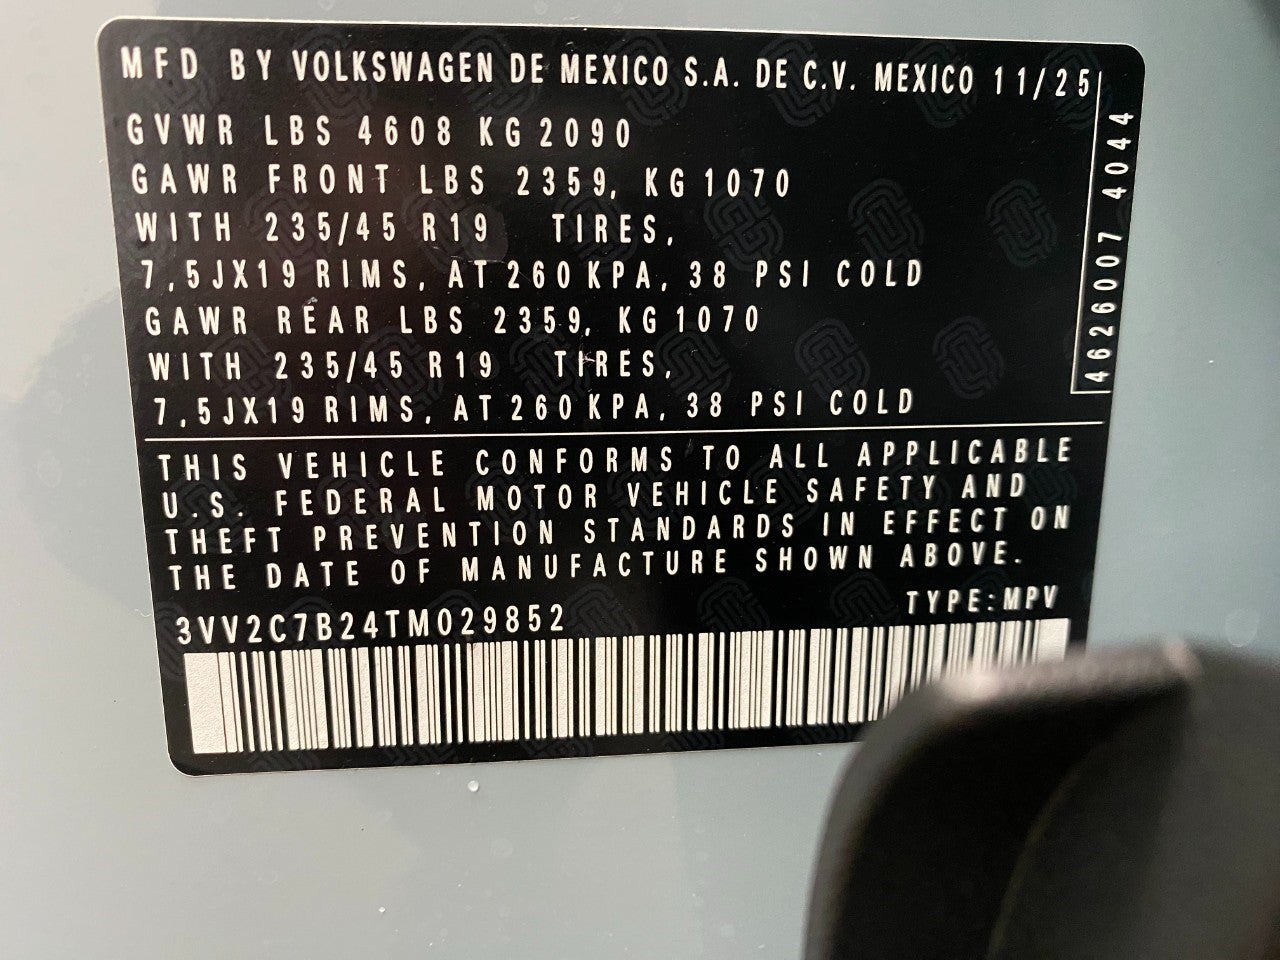 MFD BY VOLKSWAGEN DE MEXICO S.A. DE C.V. MEXICO 11/25
GVWR LBS 4608 KG 2090
GAWR FRONT LBS 2359, KG 1070
WITH 235/45 R19 TIRES,
7,5JX19 RIMS, AT 260 KPA, 38 PSI COLD
GAWR REAR LBS 2359, KG 1070
WITH 235/45 R19 TIRES,
7,5JX19 RIMS, AT 260 KPA, 38 PSI COLD
4626007 4044
THIS VEHICLE CONFORMS TO ALL APPLICABLE
U.S. FEDERAL MOTOR VEHICLE SAFETY AND
THEFT PREVENTION STANDARDS IN EFFECT ON
THE DATE OF MANUFACTURE SHOWN ABOVE.
3VV2C7B24TM029852 TYPE:MPV